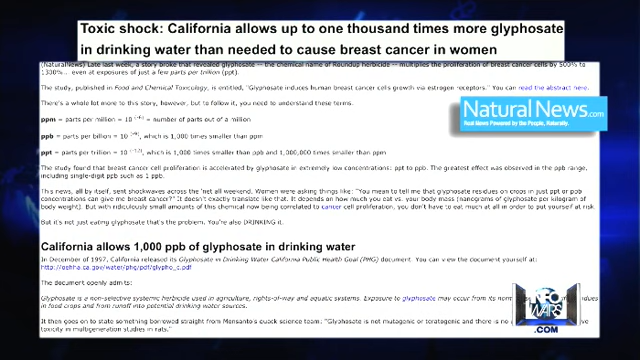 Toxic shock: California allows up to one thousand times more glyphosate
in drinking water than needed to cause breast cancer in women
(NaturalNews) Late last week, a story broke that revealed glyphosate -- the chemical name of Roundup herbicide -- multiplies the proliferation of breast cancer cells by 500% to
1300%... even at exposures of just a few parts per trillion (ppt).
The study, published in Food and Chemical Toxicology, is entitled, "Glyphosate induces human breast cancer cells growth via estrogen receptors." You can read the abstract here.
There's a whole lot more to this story, however, but to follow it, you need to understand these terms.
NaturalNews.com
Real News Powered by the People, Naturally.
ppm = parts per million = 10 = number of parts out of a million
ppb = parts per billion = 10 , which is 1,000 times smaller than ppm
ppt = parts per trillion = 10 , which is 1,000 times smaller than ppb and 1,000,000 times smaller than ppm
The study found that breast cancer cell proliferation is accelerated by glyphosate in extremely low concentrations: ppt to ppb. The greatest effect was observed in the ppb range,
including single-digit ppb such as 1 ppb.
This news, all by itself, sent shockwaves across the 'net all weekend. Women were asking things like: "You mean to tell me that glyphosate residues on crops in just ppt or ppb
concentrations can give me breast cancer?" It doesn't exactly translate like that. It depends on how much you eat vs. your body mass (nanograms of glyphosate per kilogram of
body weight). But with ridiculously small amounts of this chemical now being correlated to cancer cell proliferation, you don't have to eat much at all in order to put yourself at risk.
But it's not just eating glyphosate that's the problem. You're also DRINKING it.
California allows 1,000 ppb of glyphosate in drinking water
In December of 1997, California released its Glyphosate in Drinking Water California Public Health Goal (PHG) document. You can view the document yourself at:
http://oehha.ca.gov/water/phg/pdf/glypho_c.pdf
The document openly admits:
Glyphosate is a non-selective systemic herbicide used in agriculture, rights-of-way and aquatic systems. Exposure to glyphosate may occur from its norm
in food crops and from runoff into potential drinking water sources.
It then goes on to state something borrowed straight from Monsanto's quack science team: "Glyphosate is not mutagenic or teratogenic and there is no
toxicity in multigeneration studies in rats."
INFO
WARS
.COM